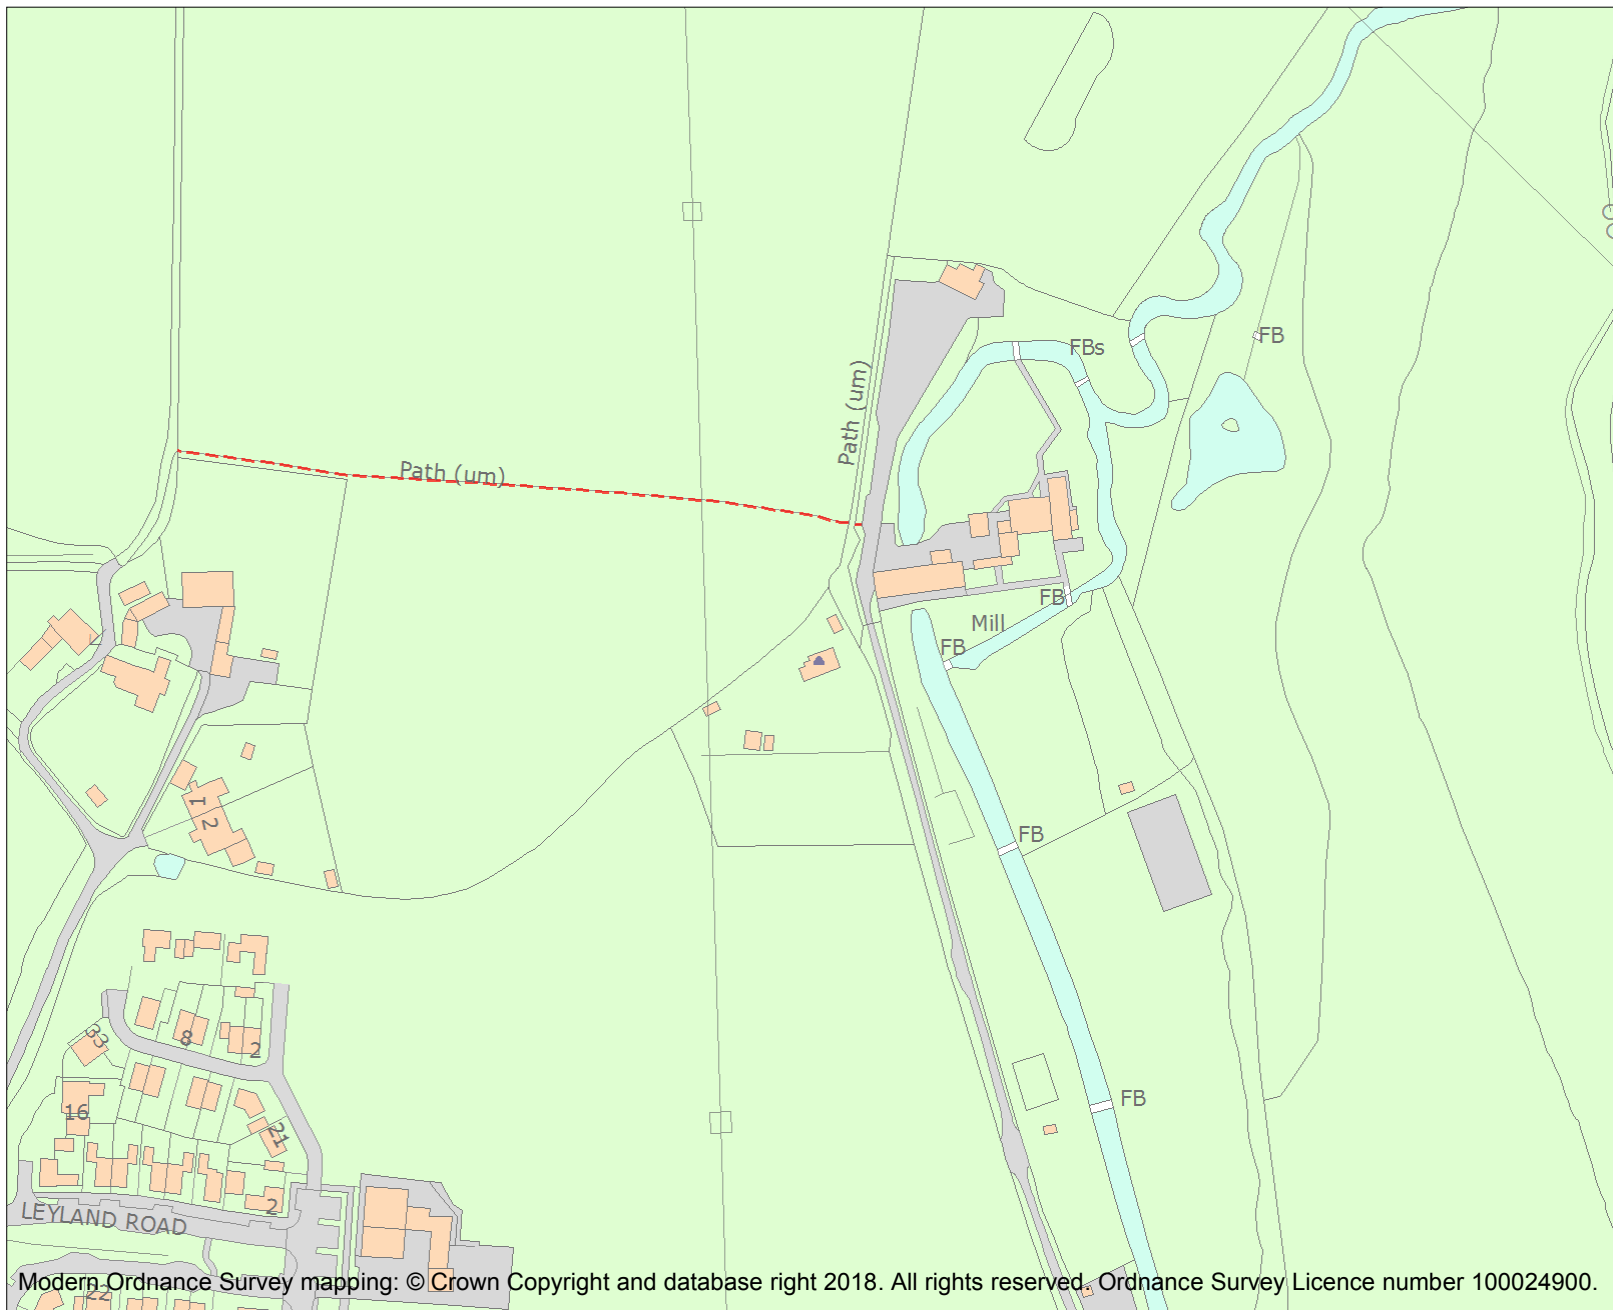 FB
FBs
Path (um)
Path (um)
FB
Mill
FB
1
2
FB
33
8
2
FB
16
21
2
LEYLAND ROAD
22
Modern Ordnance Survey mapping: © Crown Copyright and database right 2018. All rights reserved. Ordnance Survey Licence number 100024900.